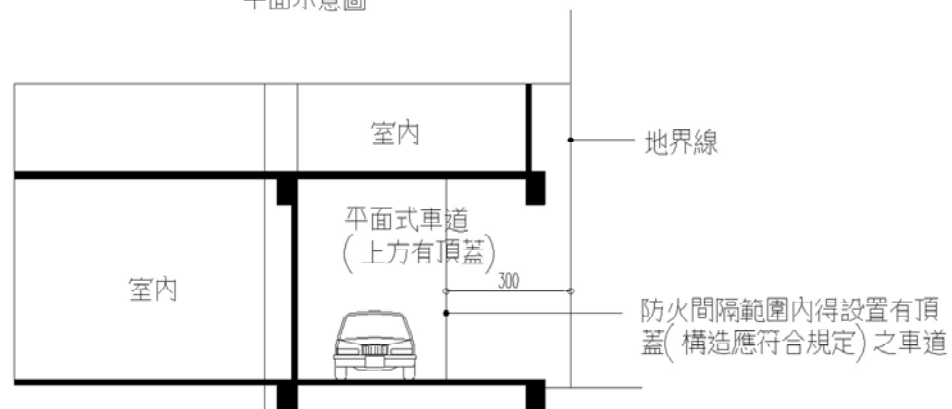 平面示意圖
室內
地界線
平面式車道
(上方有頂蓋)
室內
300
防火間隔範圍內得設置有頂
蓋(構造應符合規定)之車道